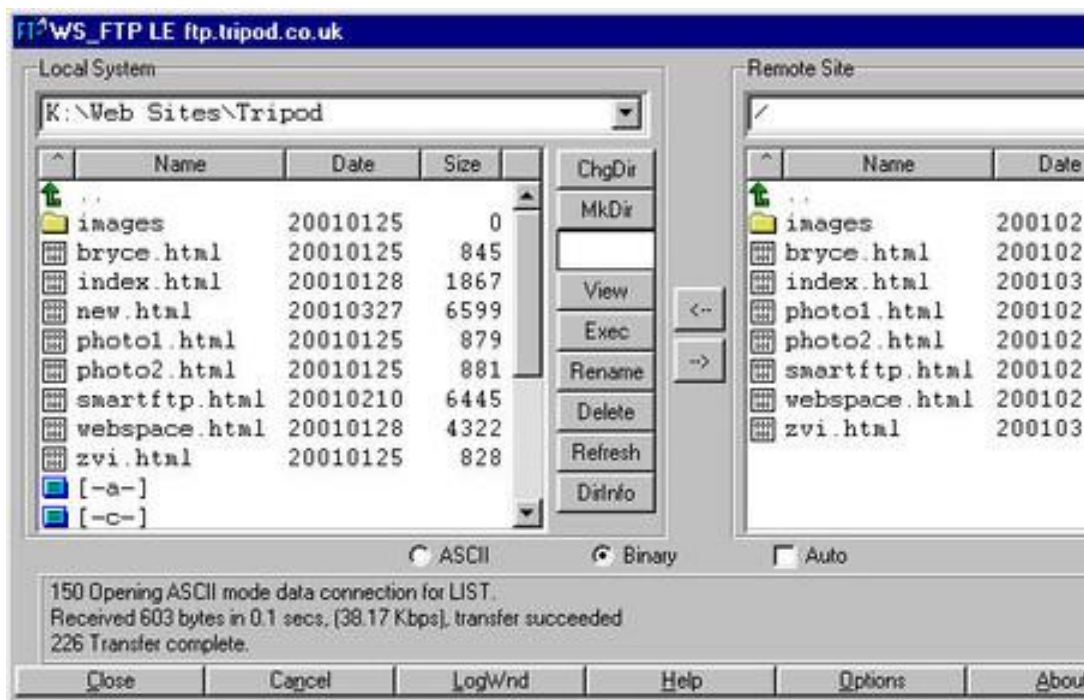 WS_FTP LE ftp.tripod.co.uk
Local System
K:\Web Sites\Tripod
^ Name Date Size
..
images 20010125 0
bryce.html 20010125 845
index.html 20010128 1867
new.html 20010327 6599
photo1.html 20010125 879
photo2.html 20010125 881
smartftp.html 20010210 6445
webspace.html 20010128 4322
zvi.html 20010125 828
[-a-]
[-c-]
ChgDir
MkDir
View
Exec
Rename
Delete
Refresh
DirInfo
<--
-->
Remote Site
/
^ Name Date
..
images 200102
bryce.html 200102
index.html 200103
photo1.html 200102
photo2.html 200102
smartftp.html 200102
webspace.html 200102
zvi.html 200103
ASCII Binary Auto
150 Opening ASCII mode data connection for LIST.
Received 603 bytes in 0.1 secs, (38.17 Kbps), transfer succeeded
226 Transfer complete.
Close Cancel LogWnd Help Options Abou